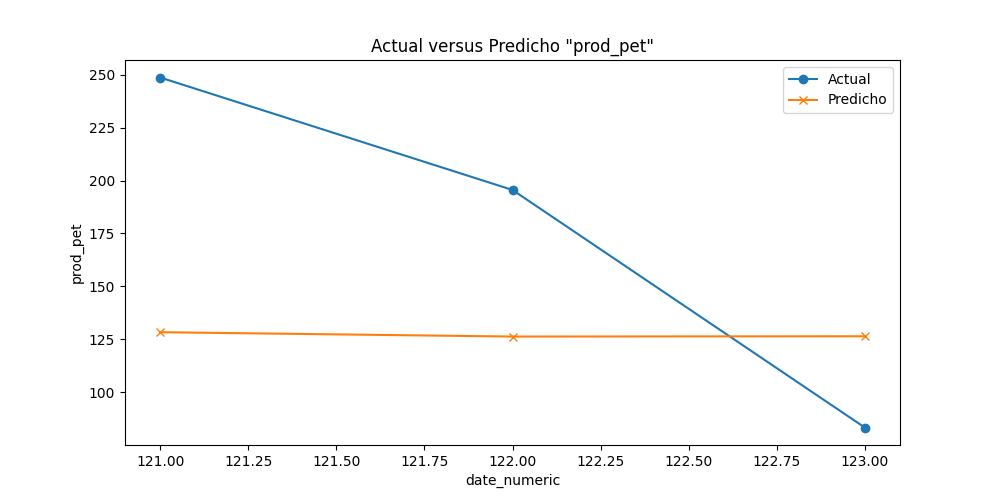 Actual versus Predicho "prod_pet"
Actual
Predicho
prod_pet
250
225
200
175
150
125
100
121.00 121.25 121.50 121.75 122.00 122.25 122.50 122.75 123.00
date_numeric